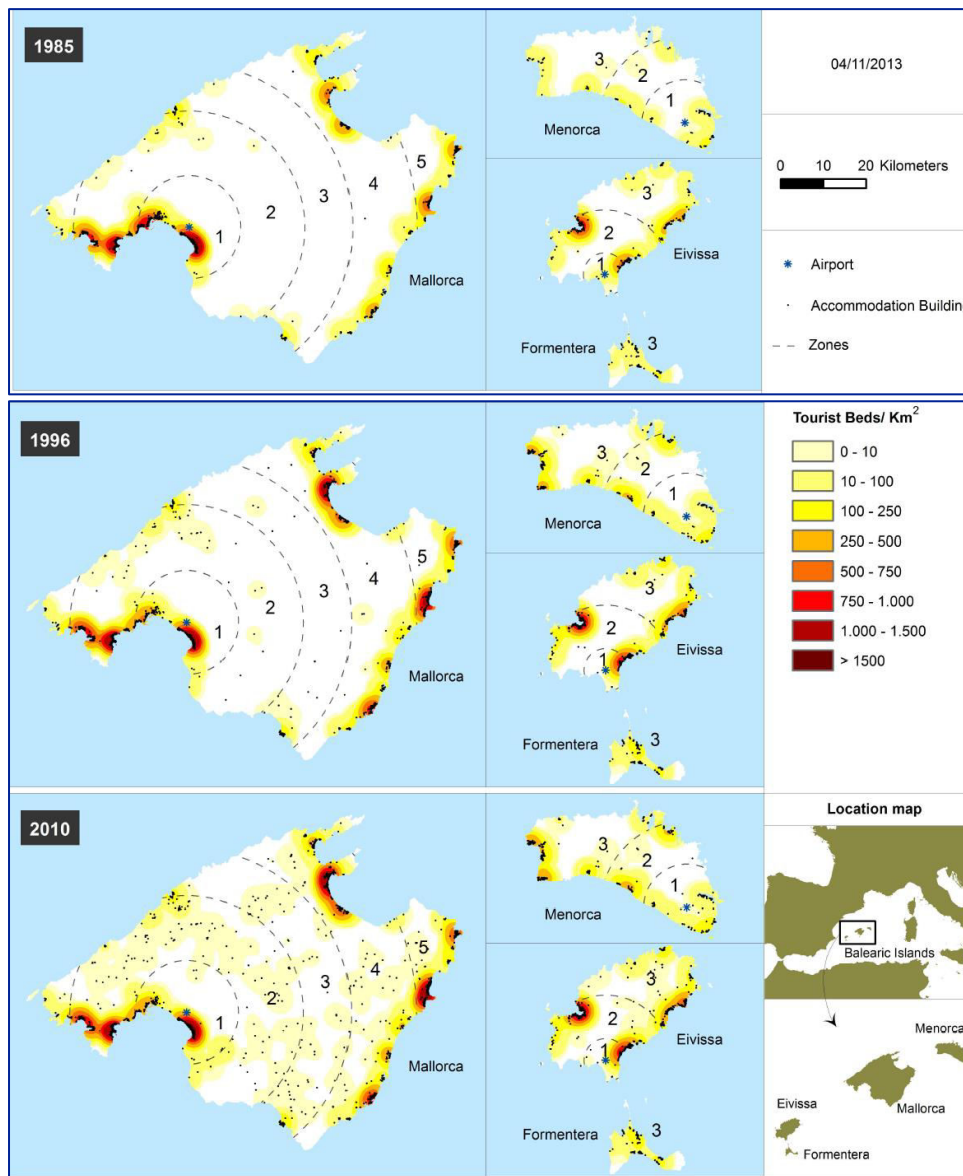 1985
1
2
3
4
5
Mallorca
3
2
1
Menorca
3
2
1
Eivissa
Formentera
3
04/11/2013
0 10 20 Kilometers
Airport
Accommodation Building
Zones
1996
1
2
3
4
5
Mallorca
3
2
1
Menorca
3
2
1
Eivissa
Formentera
3
Tourist Beds/ Km2
0 - 10
10 - 100
100 - 250
250 - 500
500 - 750
750 - 1.000
1.000 - 1.500
> 1500
2010
1
2
3
4
5
Mallorca
3
2
1
Menorca
3
2
1
Eivissa
Formentera
3
Location map
Balearic Islands
Menorca
Mallorca
Eivissa
Formentera